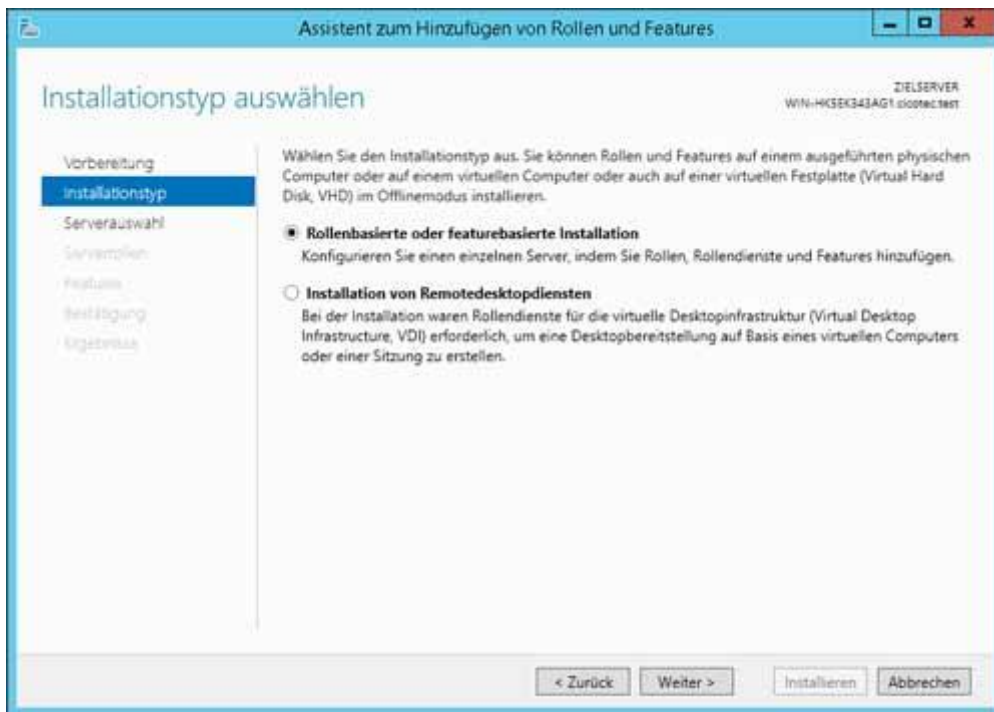 Assistent zum Hinzufügen von Rollen und Features
Installationstyp auswählen
ZIELSERVER
Vorbereitung
Installationstyp
Serverauswahl
Serverrollen
Features
Bestätigung
Ergebnisse
Wählen Sie den Installationstyp aus. Sie können Rollen und Features auf einem ausgeführten physischen
Computer oder auf einem virtuellen Computer oder auch auf einer virtuellen Festplatte (Virtual Hard
Disk, VHD) im Offlinemodus installieren.
Rollenbasierte oder featurebasierte Installation
Konfigurieren Sie einen einzelnen Server, indem Sie Rollen, Rollendienste und Features hinzufügen.
Installation von Remotedesktopdiensten
Bei der Installation waren Rollendienste für die virtuelle Desktopinfrastruktur (Virtual Desktop
Infrastructure, VDI) erforderlich, um eine Desktopbereitstellung auf Basis eines virtuellen Computers
oder einer Sitzung zu erstellen.
< Zurück
Weiter >
Installieren
Abbrechen